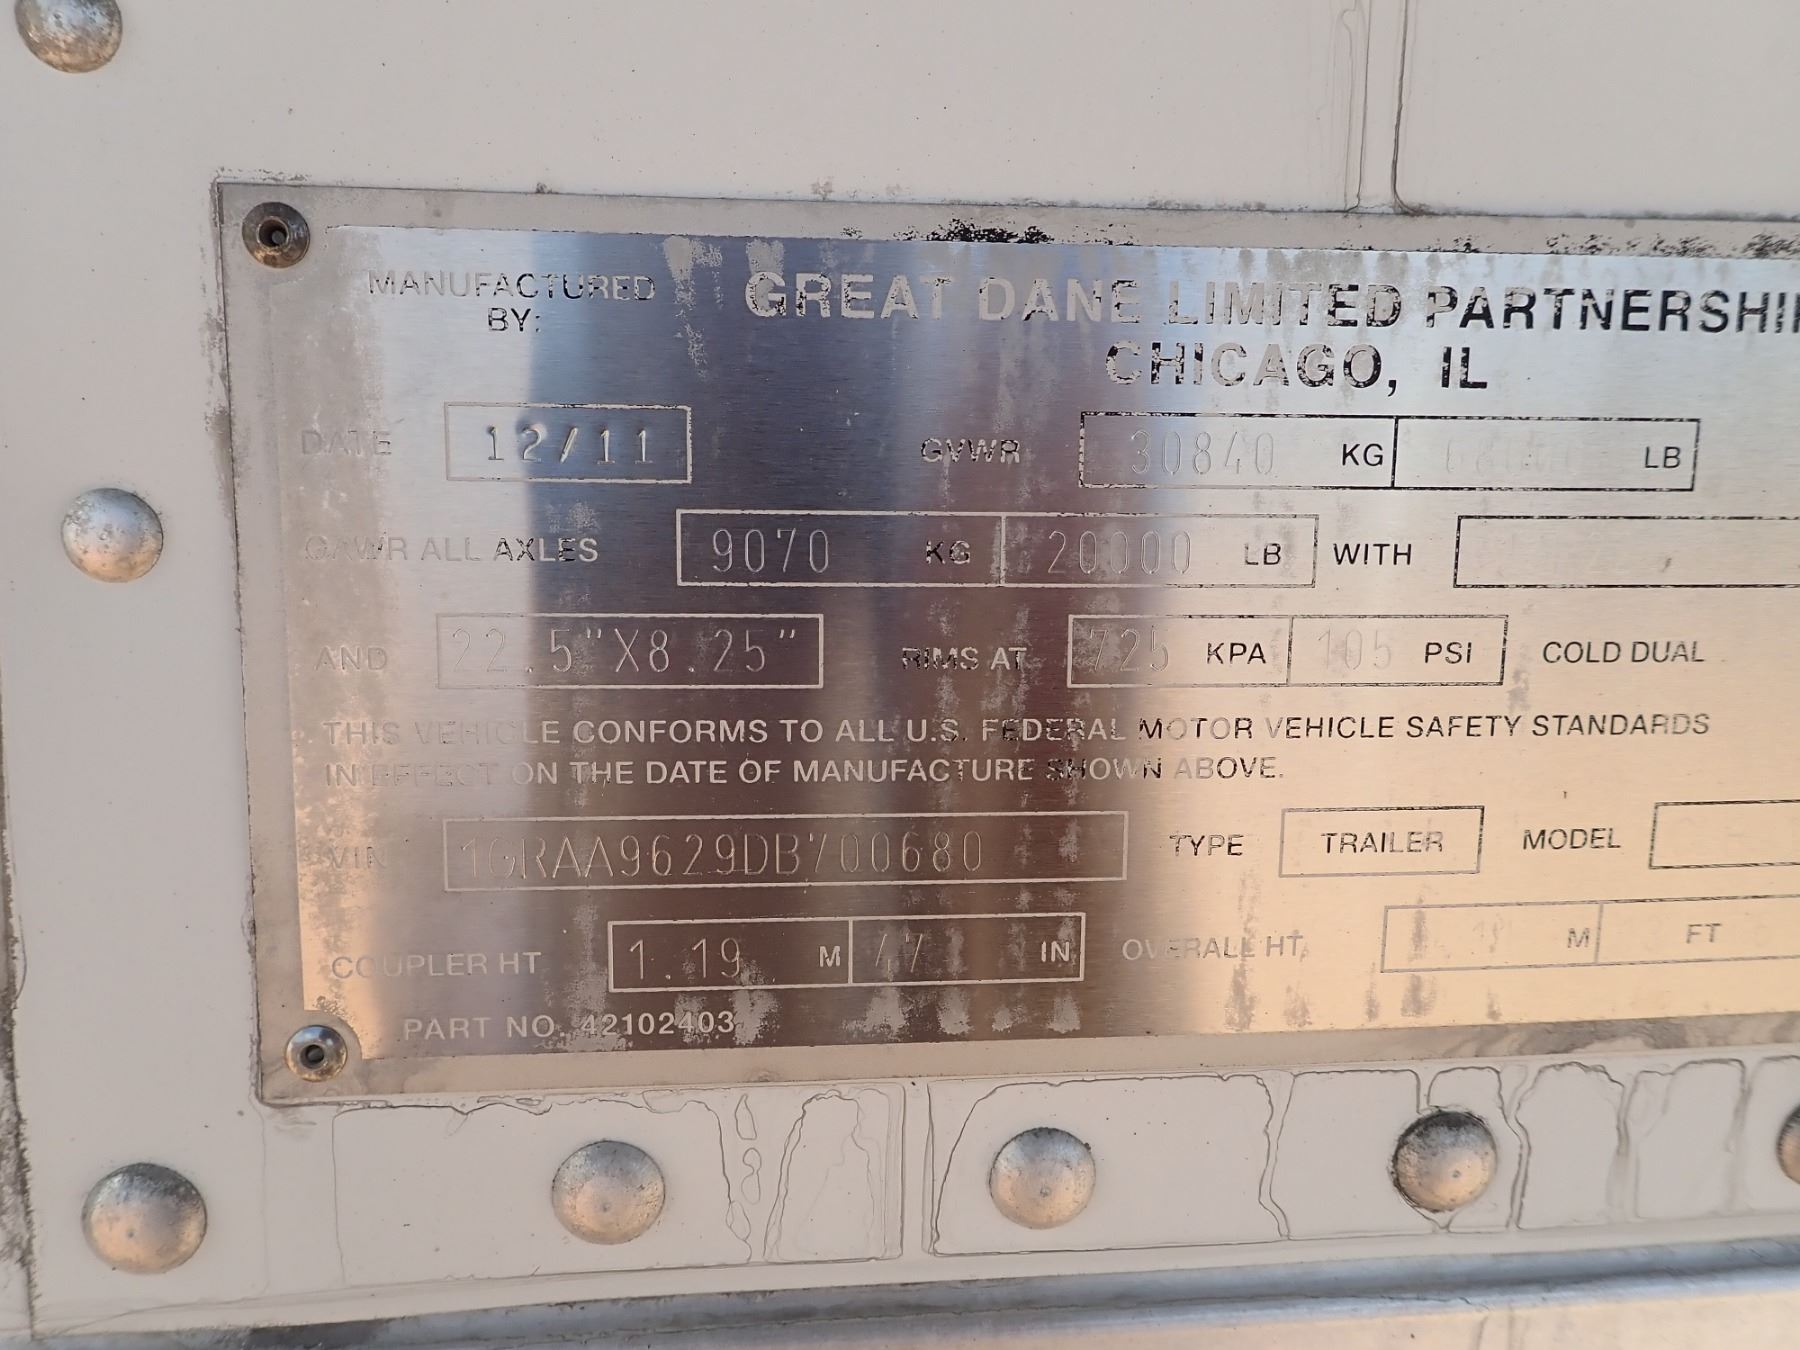 MANUFACTURED BY: GREAT DANE LIMITED PARTNERSHI
CHICAGO, IL
DATE 12/11 GVWR 30840 KG LB
GAWR ALL AXLES 9070 KG 20000 LB WITH
AND 22.5"X8.25" RIMS AT 725 KPA 105 PSI COLD DUAL
THIS VEHICLE CONFORMS TO ALL U.S. FEDERAL MOTOR VEHICLE SAFETY STANDARDS
IN EFFECT ON THE DATE OF MANUFACTURE SHOWN ABOVE.
VIN 1GRAA9629DB700680 TYPE TRAILER MODEL
COUPLER HT 1.19 M 47 IN OVERALL HT. M FT
PART NO. 42102403